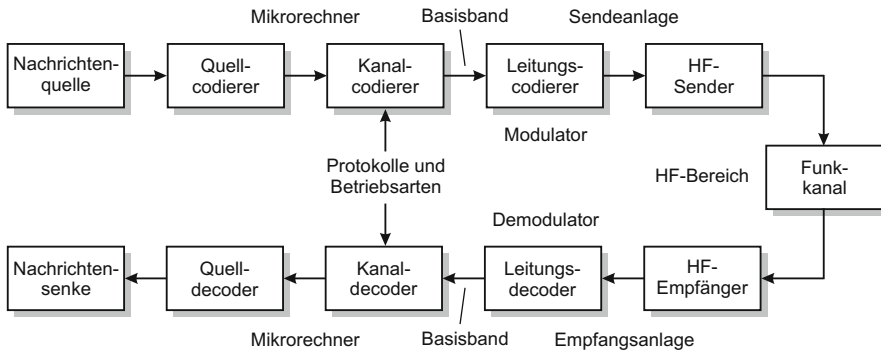 Mikrorechner
Basisband
Sendeanlage
Nachrichten-
quelle
Quell-
codierer
Kanal-
codierer
Leitungs-
codierer
HF-
Sender
Modulator
Protokolle und
Betriebsarten
HF-Bereich
Funk-
kanal
Demodulator
Nachrichten-
senke
Quell-
decoder
Kanal-
decoder
Leitungs-
decoder
HF-
Empfänger
Mikrorechner
Basisband
Empfangsanlage